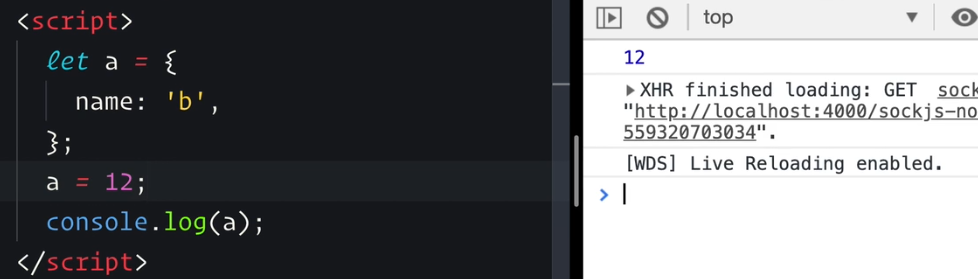 <script>
let a = {
name: 'b',
};
a = 12;
console.log(a);
</script>
top
12
XHR finished loading: GET sock
"http://localhost:4000/sockjs-no
559320703034".
[WDS] Live Reloading enabled.
>